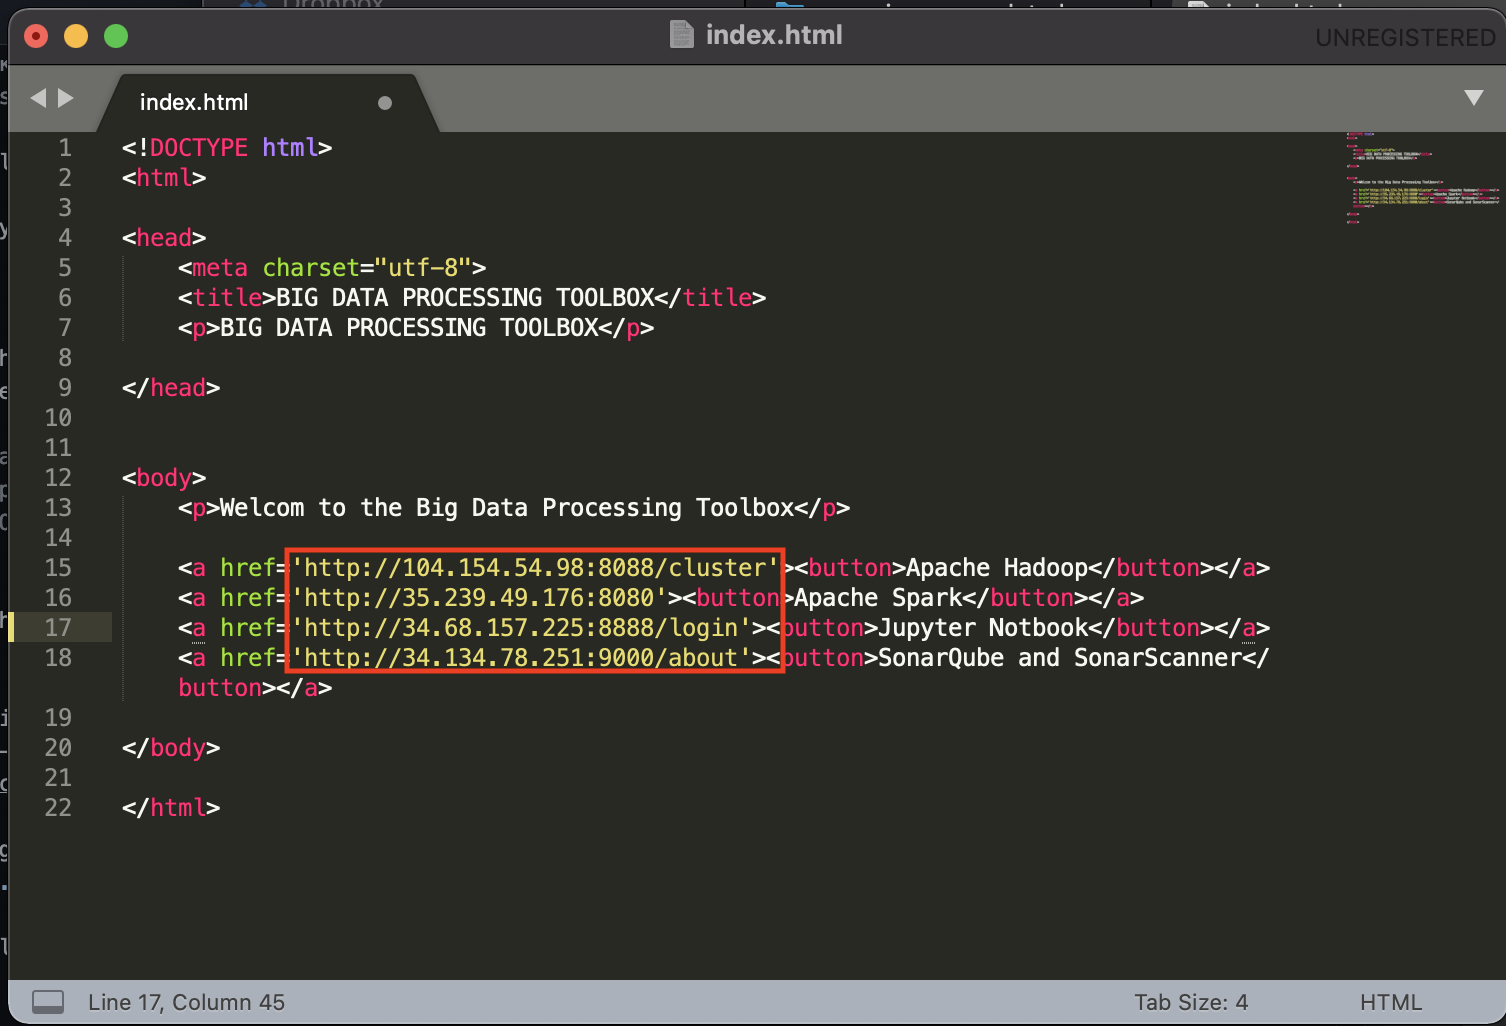 Dropbox
index.html
UNREGISTERED
index.html
1 <!DOCTYPE html>
2 <html>
3
4 <head>
5 <meta charset="utf-8">
6 <title>BIG DATA PROCESSING TOOLBOX</title>
7 <p>BIG DATA PROCESSING TOOLBOX</p>
8
9 </head>
10
11
12 <body>
13 <p>Welcom to the Big Data Processing Toolbox</p>
14
15 <a href='http://104.154.54.98:8088/cluster'><button>Apache Hadoop</button></a>
16 <a href='http://35.239.49.176:8080'><button>Apache Spark</button></a>
17 <a href='http://34.68.157.225:8888/login'><button>Jupyter Notbook</button></a>
18 <a href='http://34.134.78.251:9000/about'><button>SonarQube and SonarScanner</
button></a>
19
20 </body>
21
22 </html>
Line 17, Column 45
Tab Size: 4
HTML